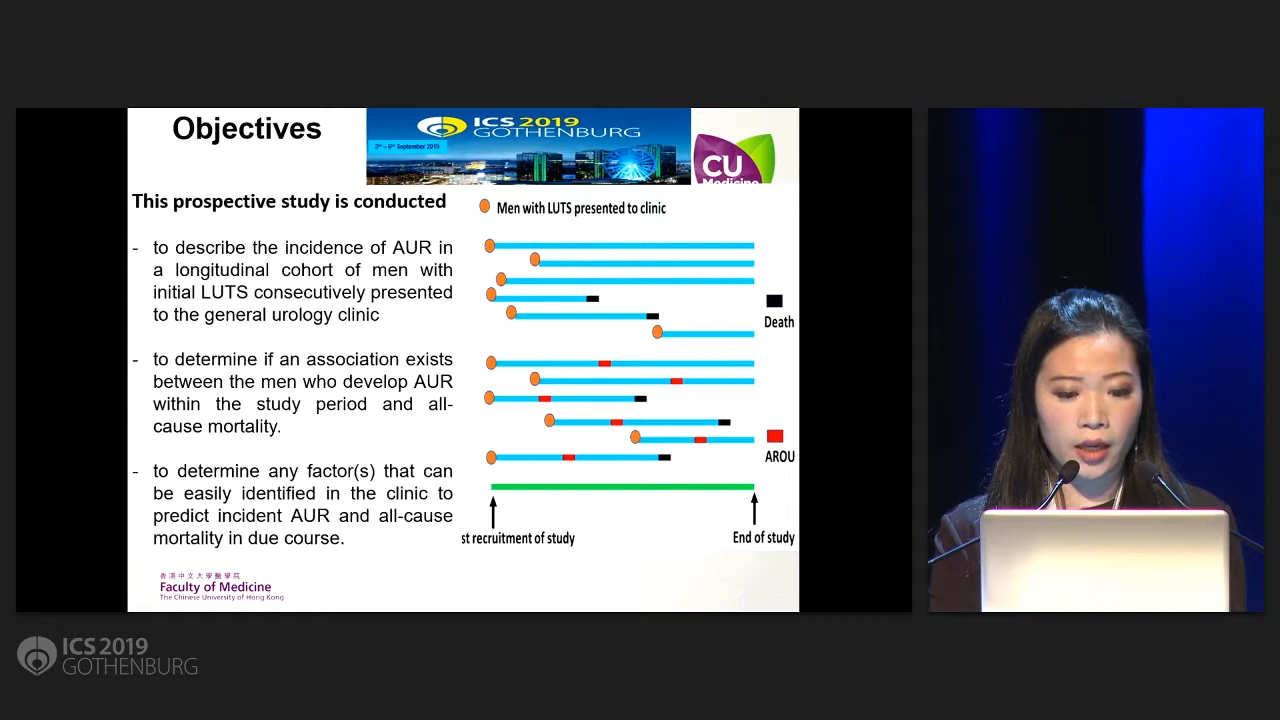 Objectives
ICS 2019
GOTHENBURG
2nd – 6th September 2019
CU
Medicine
This prospective study is conducted
- to describe the incidence of AUR in
a longitudinal cohort of men with
initial LUTS consecutively presented
to the general urology clinic
- to determine if an association exists
between the men who develop AUR
within the study period and all-
cause mortality.
- to determine any factor(s) that can
be easily identified in the clinic to
predict incident AUR and all-cause
mortality in due course.
Men with LUTS presented to clinic
Death
AROU
st recruitment of study
End of study
香港中文大學醫學院
Faculty of Medicine
The Chinese University of Hong Kong
ICS 2019
GOTHENBURG